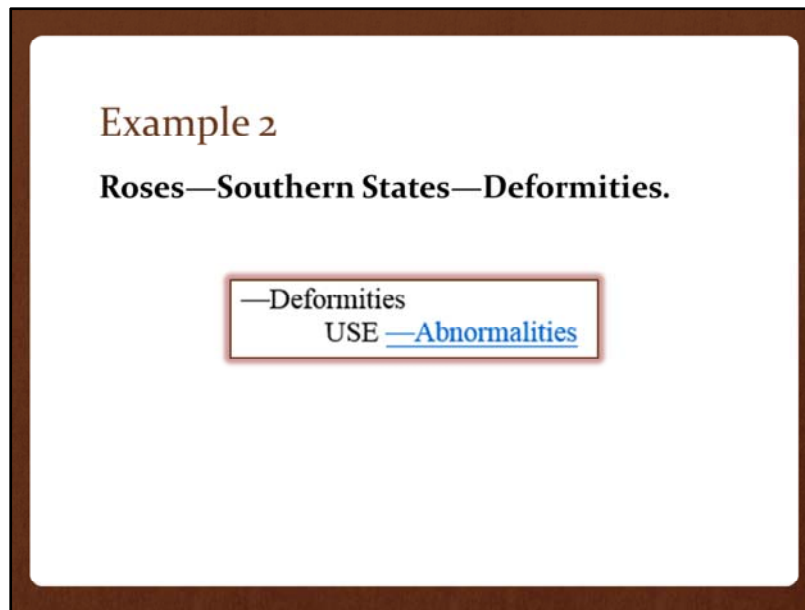 Example 2
Roses—Southern States—Deformities.
—Deformities
USE —Abnormalities